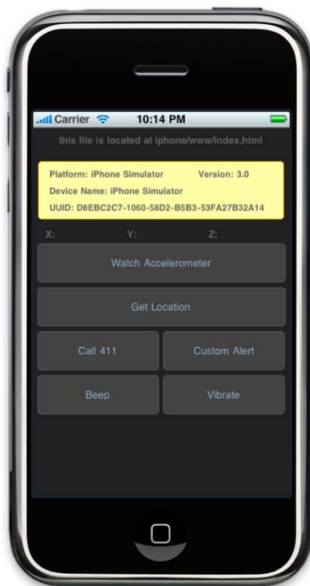 Carrier 10:14 PM
this file is located at iphone/www/index.html
Platform: iPhone Simulator Version: 3.0
Device Name: iPhone Simulator
UUID: D8EBC2C7-1060-58D2-B5B3-53FA27B32A14
X: Y: Z:
Watch Accelerometer
Get Location
Call 411 Custom Alert
Beep Vibrate